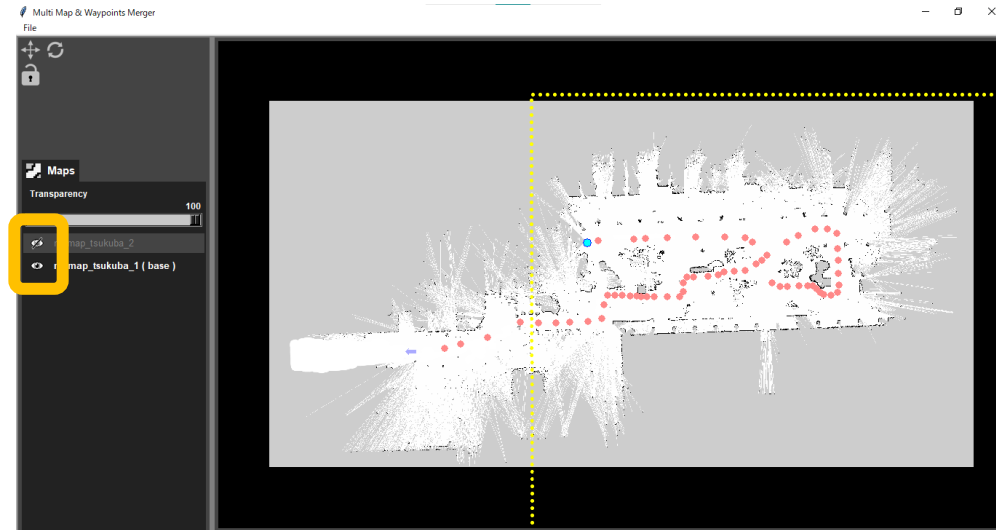 Multi Map & Waypoints Merger
File
Maps
Transparency
100
map_tsukuba_2
map_tsukuba_1 ( base )